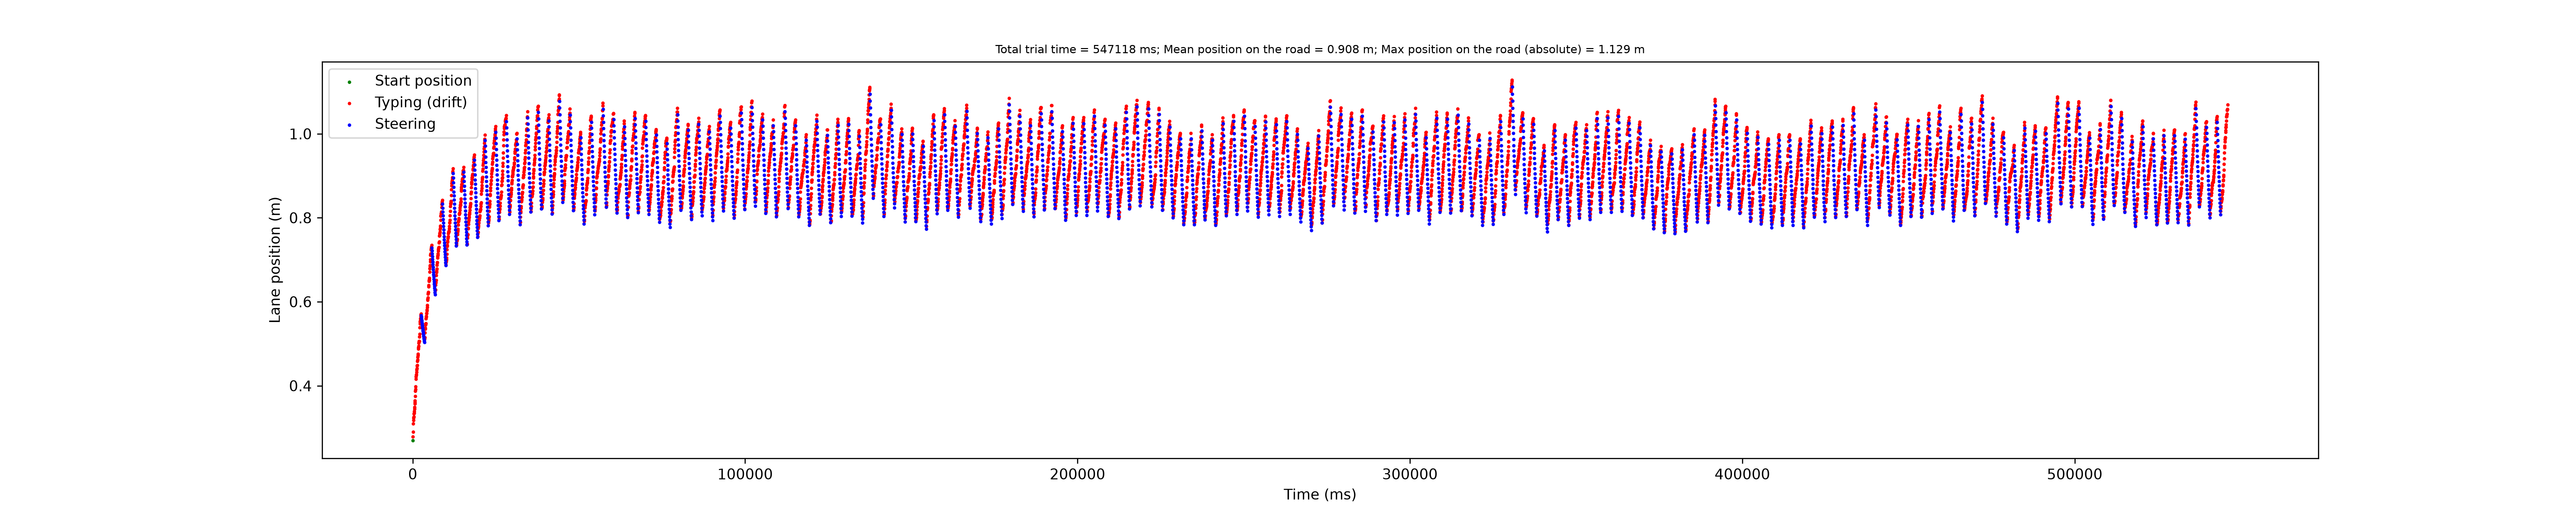 Total trial time = 547118 ms; Mean position on the road = 0.908 m; Max position on the road (absolute) = 1.129 m
Start position
Typing (drift)
Steering
Lane position (m)
1.0
0.8
0.6
0.4
0
100000
200000
300000
400000
500000
Time (ms)